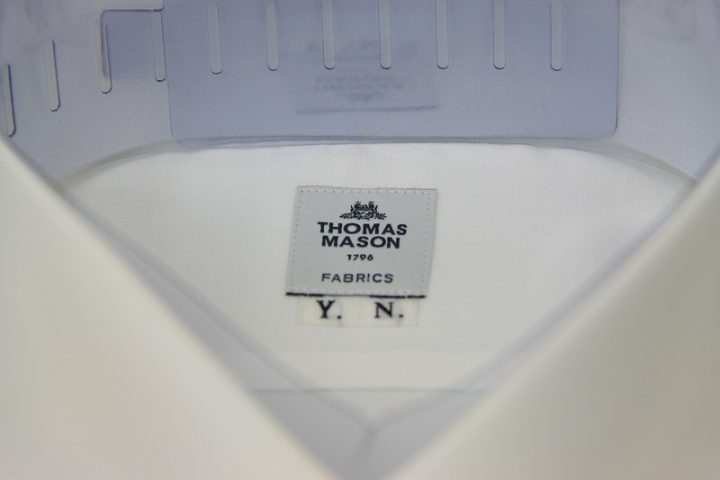 THOMAS
MASON
1796
FABRICS
Y. N.